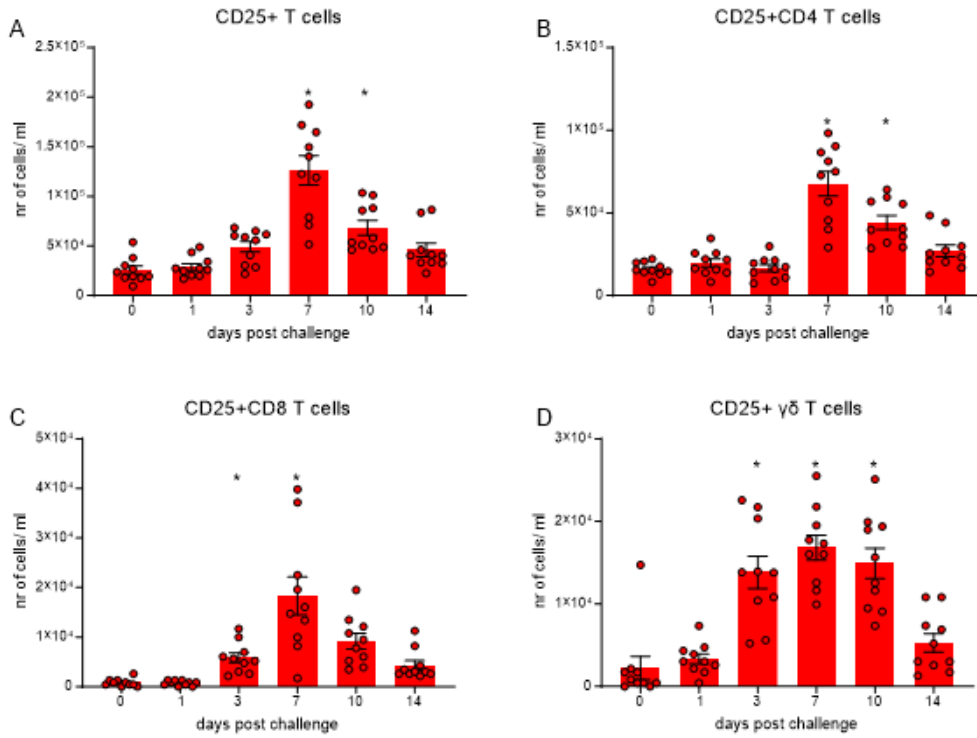 A
CD25+ T cells
nr of cells/ ml
2.5×10⁵
2×10⁵
1.5×10⁵
1×10⁵
5×10⁴
0
* *
0 1 3 7 10 14
days post challenge
B
CD25+CD4 T cells
nr of cells/ ml
1.5×10⁵
1×10⁵
5×10⁴
0
* *
0 1 3 7 10 14
days post challenge
C
CD25+CD8 T cells
nr of cells/ ml
5×10⁴
4×10⁴
3×10⁴
2×10⁴
1×10⁴
0
* *
0 1 3 7 10 14
days post challenge
D
CD25+ γδ T cells
nr of cells/ ml
3×10⁴
2×10⁴
1×10⁴
0
* * *
0 1 3 7 10 14
days post challenge